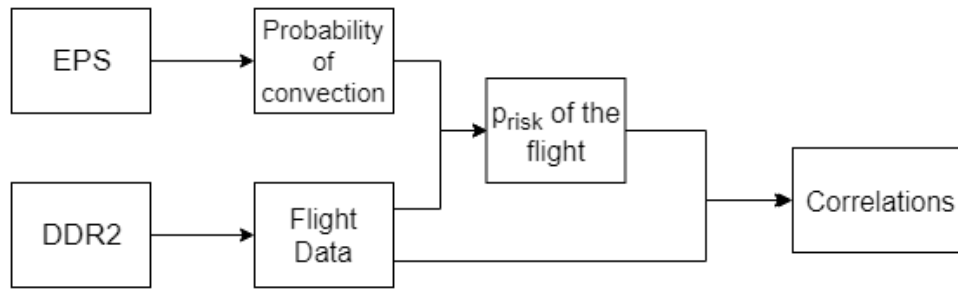 EPS
Probability
of
convection
p_risk of the
flight
DDR2
Flight
Data
Correlations